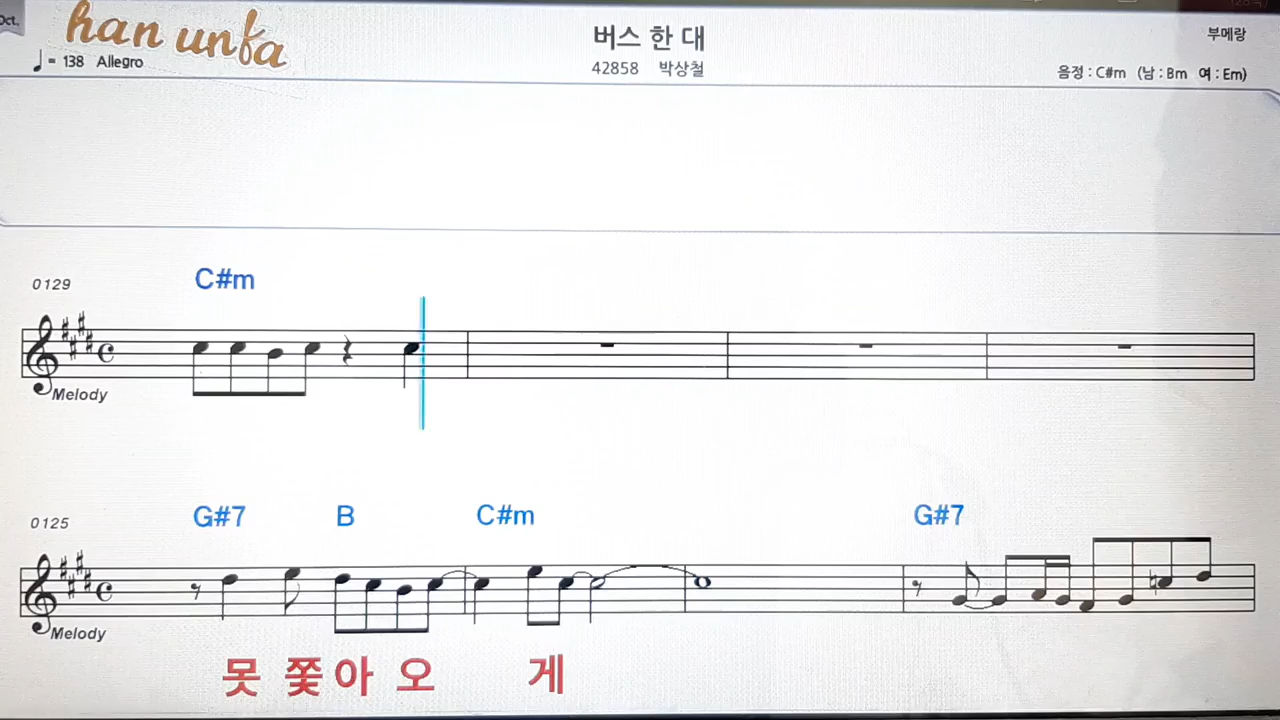 Oct.
han unfa
♩ = 138 Allegro
버스 한 대
42858 박상철
부메랑
음정 : C#m (남 : Bm 여 : Em)
0129
C#m
Melody
0125
G#7 B C#m G#7
Melody
못 쫓 아 오 게